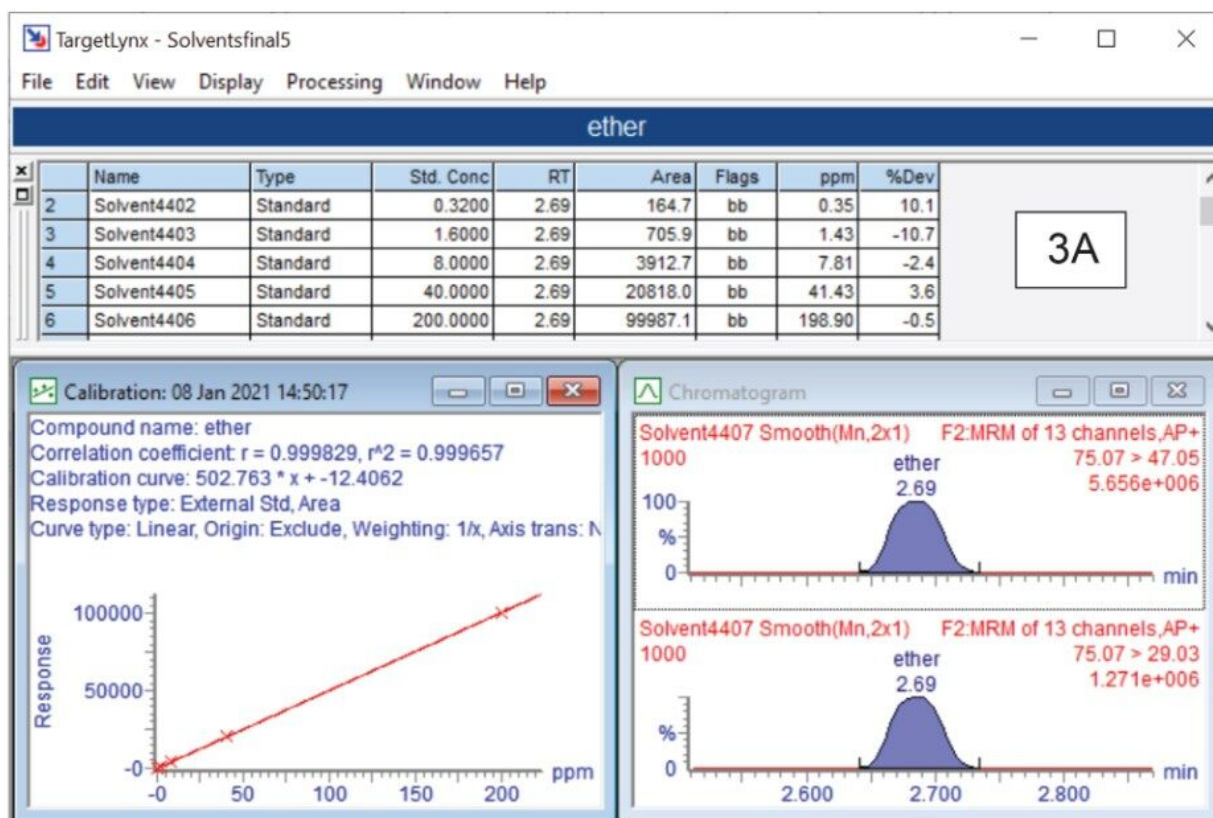 TargetLynx - Solventsfinal5
File Edit View Display Processing Window Help
ether
Name Type Std. Conc RT Area Flags ppm %Dev
2 Solvent4402 Standard 0.3200 2.69 164.7 bb 0.35 10.1
3 Solvent4403 Standard 1.6000 2.69 705.9 bb 1.43 -10.7
4 Solvent4404 Standard 8.0000 2.69 3912.7 bb 7.81 -2.4
5 Solvent4405 Standard 40.0000 2.69 20818.0 bb 41.43 3.6
6 Solvent4406 Standard 200.0000 2.69 99987.1 bb 198.90 -0.5
3A
Calibration: 08 Jan 2021 14:50:17
Compound name: ether
Correlation coefficient: r = 0.999829, r^2 = 0.999657
Calibration curve: 502.763 * x + -12.4062
Response type: External Std, Area
Curve type: Linear, Origin: Exclude, Weighting: 1/x, Axis trans: N
100000
50000
-0
Response
-0 50 100 150 200
ppm
Chromatogram
Solvent4407 Smooth(Mn,2x1) F2:MRM of 13 channels,AP+
1000 75.07 > 47.05
ether 5.656e+006
2.69
100
%
0
min
Solvent4407 Smooth(Mn,2x1) F2:MRM of 13 channels,AP+
1000 75.07 > 29.03
ether 1.271e+006
2.69
%
0
min
2.600 2.700 2.800